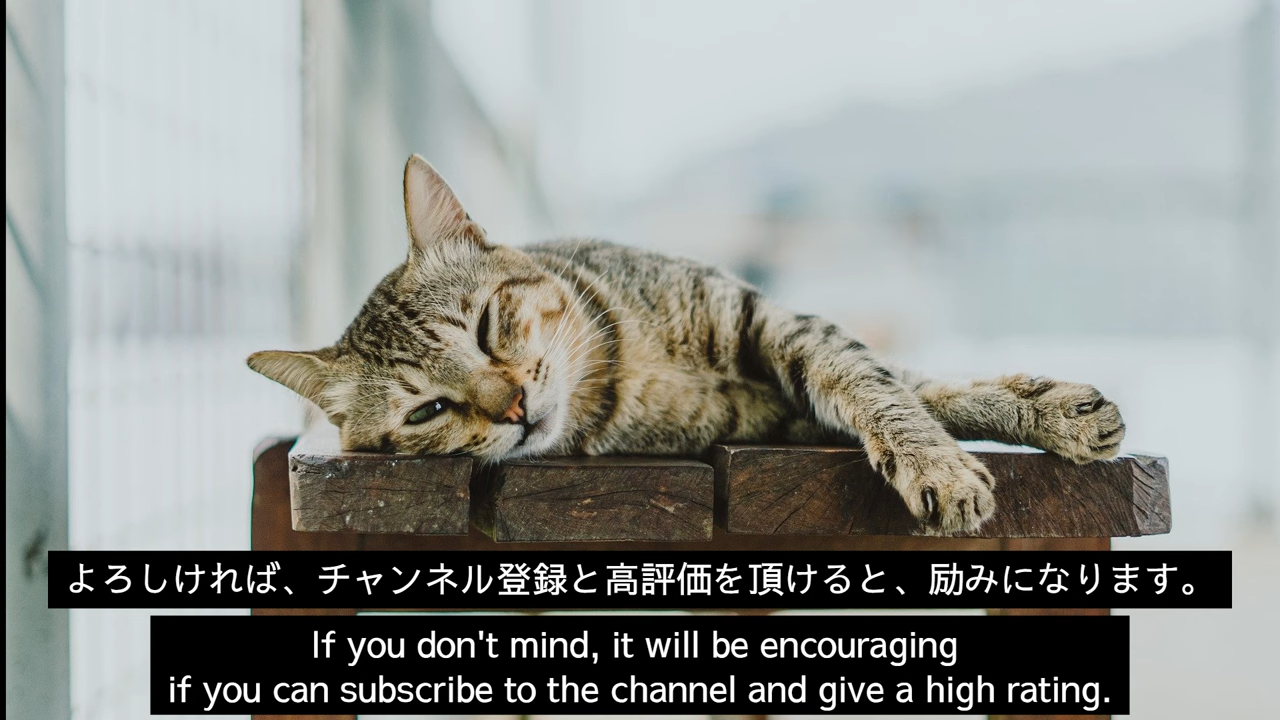 よろしければ、チャンネル登録と高評価を頂けると、励みになります。
If you don't mind, it will be encouraging
if you can subscribe to the channel and give a high rating.